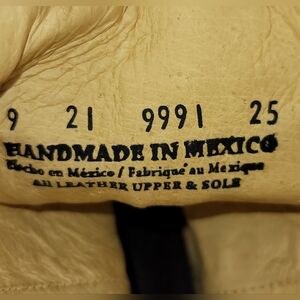 9 21 9991 25
HANDMADE IN MEXICO
Hecho en México / Fabriqué au Mexique
ALL LEATHER UPPER & SOLE